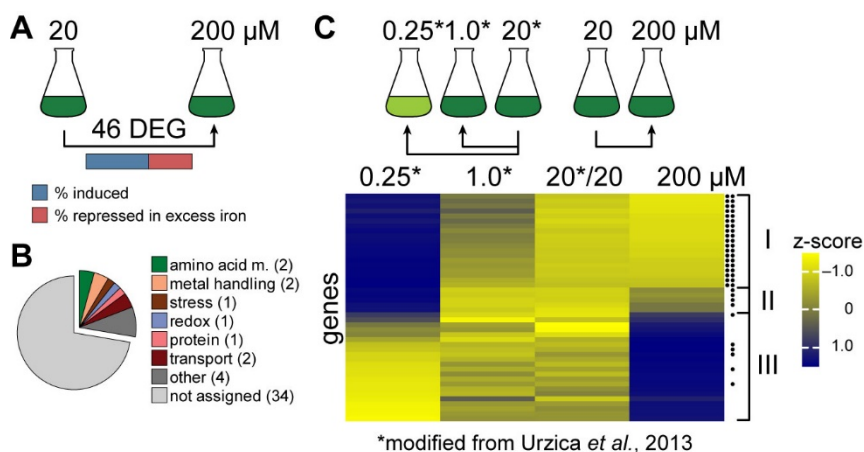 A
20 200 µM
46 DEG
% induced
% repressed in excess iron
B
amino acid m. (2)
metal handling (2)
stress (1)
redox (1)
protein (1)
transport (2)
other (4)
not assigned (34)
C
0.25* 1.0* 20* 20 200 µM
0.25* 1.0* 20*/20 200 µM
genes
I
II
III
z-score
-1.0
0
1.0
*modified from Urzica et al., 2013